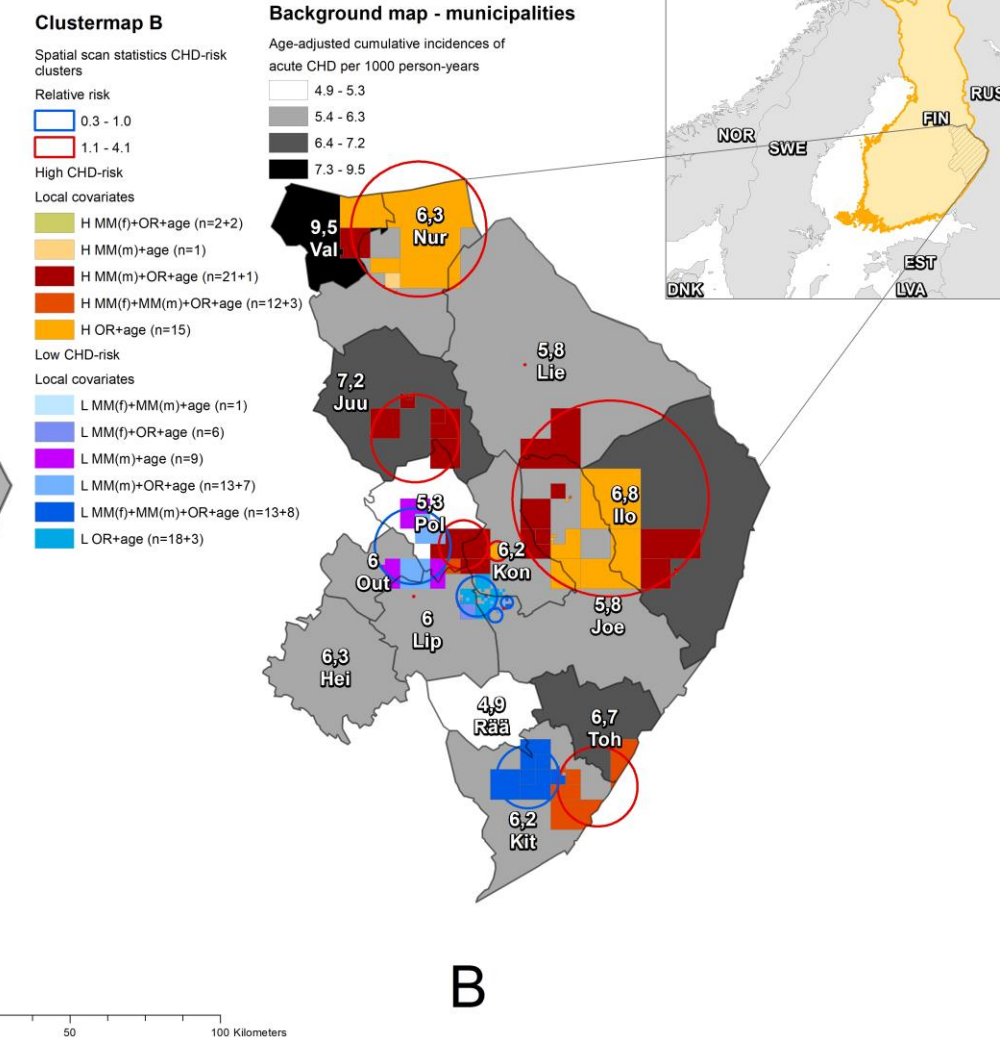 Clustermap B
Spatial scan statistics CHD-risk
clusters
Relative risk
0.3 - 1.0
1.1 - 4.1
High CHD-risk
Local covariates
H MM(f)+OR+age (n=2+2)
H MM(m)+age (n=1)
H MM(m)+OR+age (n=21+1)
H MM(f)+MM(m)+OR+age (n=12+3)
H OR+age (n=15)
Low CHD-risk
Local covariates
L MM(f)+MM(m)+age (n=1)
L MM(f)+OR+age (n=6)
L MM(m)+age (n=9)
L MM(m)+OR+age (n=13+7)
L MM(f)+MM(m)+OR+age (n=13+8)
L OR+age (n=18+3)
Background map - municipalities
Age-adjusted cumulative incidences of
acute CHD per 1000 person-years
4.9 - 5.3
5.4 - 6.3
6.4 - 7.2
7.3 - 9.5
NOR
SWE
FIN
RUS
EST
LVA
DNK
9,5
Val
6,3
Nur
5,8
Lie
7,2
Juu
5,3
Pol
6,8
Ilo
6,2
Kon
6
Out
5,8
Joe
6
Lip
6,3
Hei
4,9
Rää
6,7
Toh
6,2
Kit
B
50
100 Kilometers